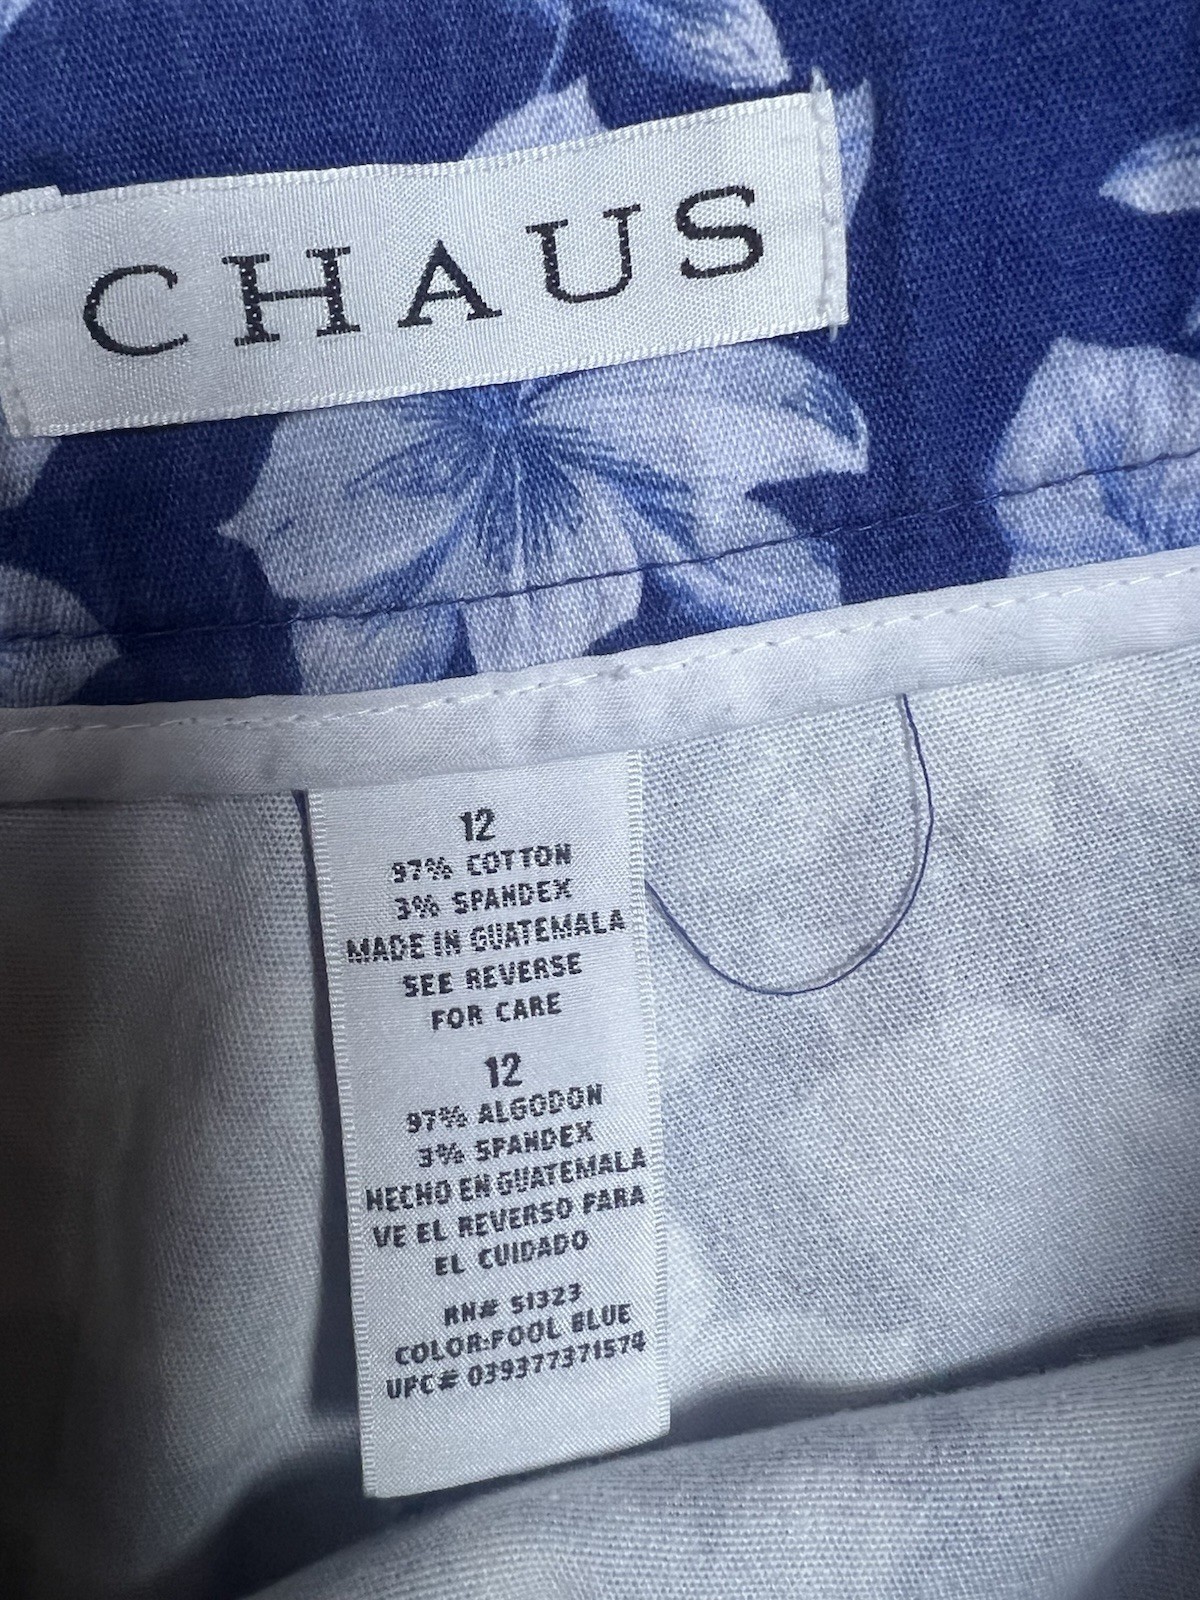 CHAUS
12
97% COTTON
3% SPANDEX
MADE IN GUATEMALA
SEE REVERSE
FOR CARE
12
97% ALGODON
3% SPANDEX
HECHO EN GUATEMALA
VE EL REVERSO PARA
EL CUIDADO
RN# 51323
COLOR:POOL BLUE
UPC# 039377371574